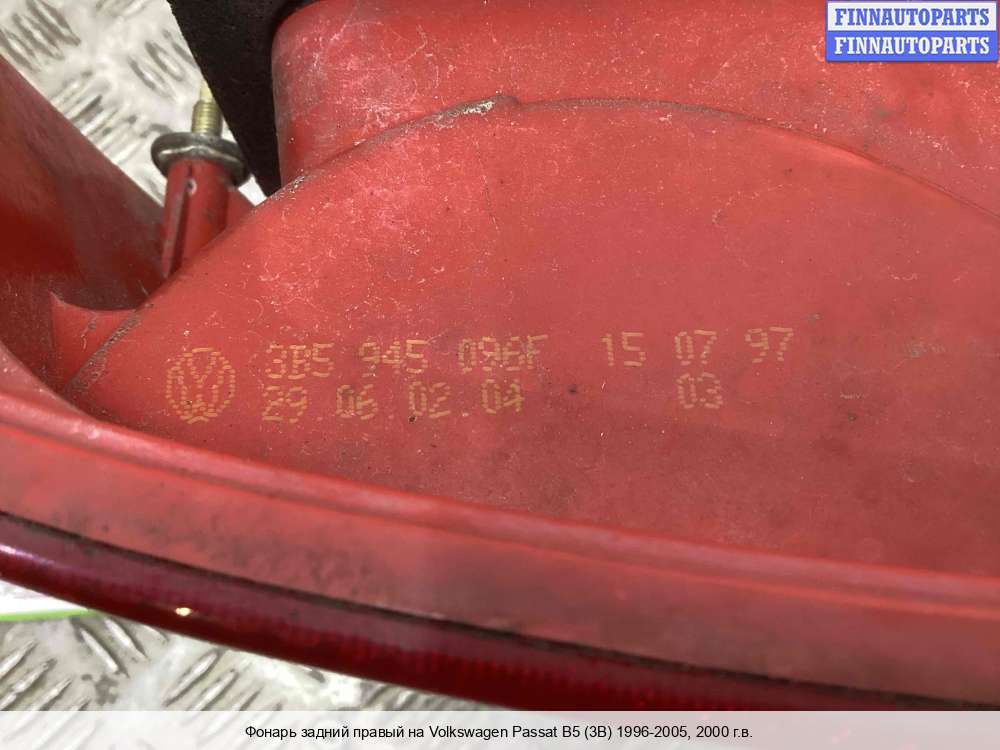 FINNAUTOPARTS
FINNAUTOPARTS
3B5 945 096F 15 07 97
29 06 02 04 03
Фонарь задний правый на Volkswagen Passat B5 (3B) 1996-2005, 2000 г.в.